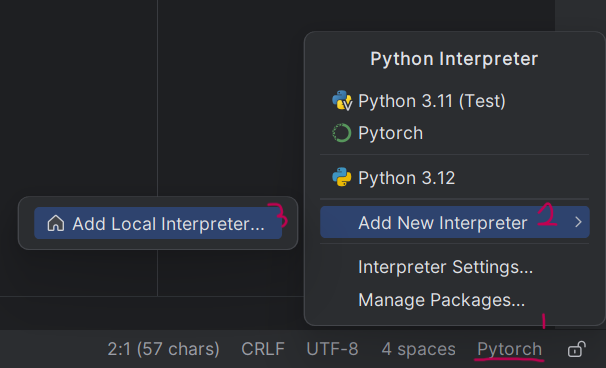 Python Interpreter
Python 3.11 (Test)
Pytorch
Python 3.12
Add New Interpreter 2
Add Local Interpreter... 3
Interpreter Settings...
Manage Packages...
1
2:1 (57 chars) CRLF UTF-8 4 spaces Pytorch